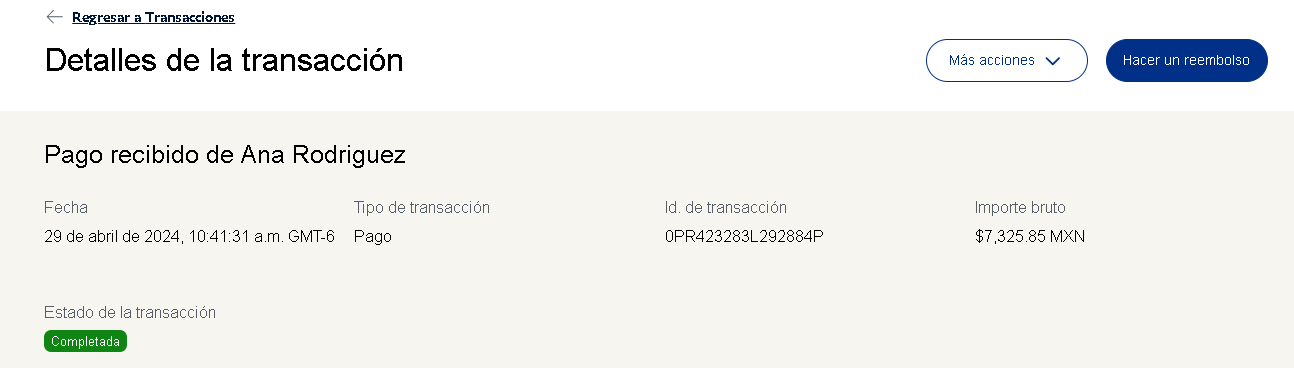 Regresar a Transacciones
Detalles de la transacción
Más acciones
Hacer un reembolso
Pago recibido de Ana Rodriguez
Fecha
Tipo de transacción
Id. de transacción
Importe bruto
29 de abril de 2024, 10:41:31 a.m. GMT-6
Pago
0PR423283L292884P
$7,325.85 MXN
Estado de la transacción
Completada